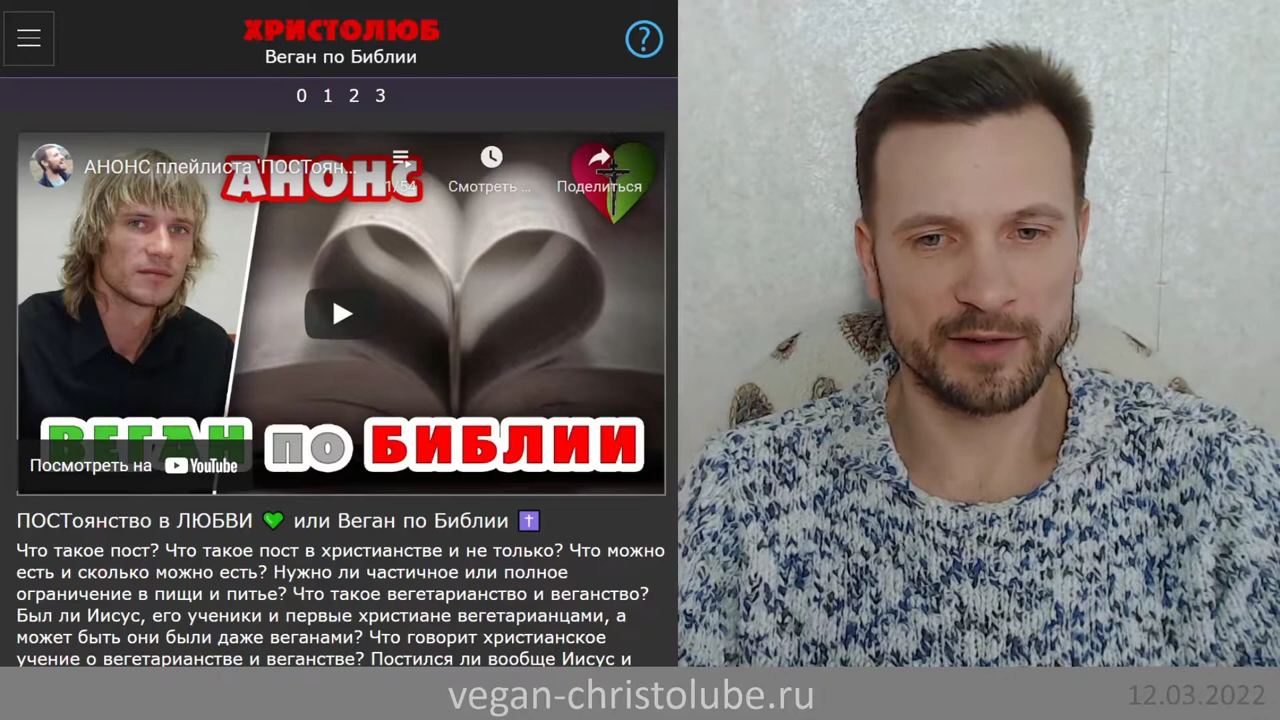 ХРИСТОЛЮБ
Веган по Библии
?
0 1 2 3
АНОНС плейлиста 'ПОСТоян...
1/54
Смотреть ...
Поделиться
АНОНС
ВЕГАН по БИБЛИИ
Посмотреть на YouTube
ПОСТоянство в ЛЮБВИ 💚 или Веган по Библии ✝
Что такое пост? Что такое пост в христианстве и не только? Что можно
есть и сколько можно есть? Нужно ли частичное или полное
ограничение в пищи и питье? Что такое вегетарианство и веганство?
Был ли Иисус, его ученики и первые христиане вегетарианцами, а
может быть они были даже веганами? Что говорит христианское
учение о вегетарианстве и веганстве? Постился ли вообще Иисус и
vegan-christolube.ru
12.03.2022